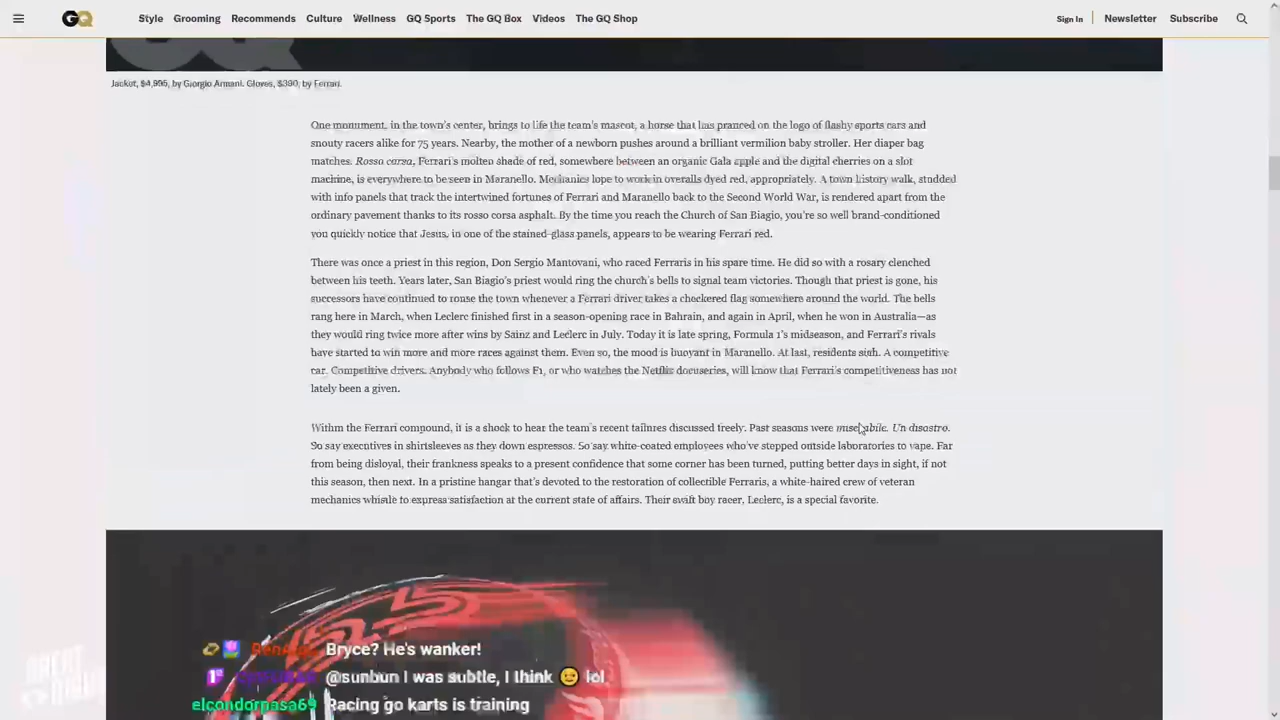 GQ
Style Grooming Recommends Culture Wellness GQ Sports The GQ Box Videos The GQ Shop
Sign In Newsletter Subscribe
Jacket, $4,995, by Giorgio Armani. Gloves, $390, by Ferrari.
One monument, in the town's center, brings to life the team's mascot, a horse that has pranced on the logo of flashy sports cars and
snouty racers alike for 75 years. Nearby, the mother of a newborn pushes around a brilliant vermilion baby stroller. Her diaper bag
matches. Rosso corsa, Ferrari's molten shade of red, somewhere between an organic Gala apple and the digital cherries on a slot
machine, is everywhere to be seen in Maranello. Mechanics lope to work in overalls dyed red, appropriately. A town history walk, studded
with info panels that track the intertwined fortunes of Ferrari and Maranello back to the Second World War, is rendered apart from the
ordinary pavement thanks to its rosso corsa asphalt. By the time you reach the Church of San Biagio, you're so well brand-conditioned
you quickly notice that Jesus, in one of the stained-glass panels, appears to be wearing Ferrari red.
There was once a priest in this region, Don Sergio Mantovani, who raced Ferraris in his spare time. He did so with a rosary clenched
between his teeth. Years later, San Biagio's priest would ring the church's bells to signal team victories. Though that priest is gone, his
successors have continued to rouse the town whenever a Ferrari driver takes a checkered flag somewhere around the world. The bells
rang here in March, when Leclerc finished first in a season-opening race in Bahrain, and again in April, when he won in Australia—as
they would ring twice more after wins by Sainz and Leclerc in July. Today it is late spring, Formula 1's midseason, and Ferrari's rivals
have started to win more and more races against them. Even so, the mood is buoyant in Maranello. At last, residents sigh. A competitive
car. Competitive drivers. Anybody who follows F1, or who watches the Netflix docuseries, will know that Ferrari's competitiveness has not
lately been a given.
Within the Ferrari compound, it is a shock to hear the team's recent failures discussed freely. Past seasons were miserabile. Un disastro.
So say executives in shirtsleeves as they down espressos. So say white-coated employees who've stepped outside laboratories to vape. Far
from being disloyal, their frankness speaks to a present confidence that some corner has been turned, putting better days in sight, if not
this season, then next. In a pristine hangar that's devoted to the restoration of collectible Ferraris, a white-haired crew of veteran
mechanics whistle to express satisfaction at the current state of affairs. Their swift boy racer, Leclerc, is a special favorite.
Bryce? He's wanker!
@sunbun I was subtle, I think 😉 lol
elcondorpasa69 Racing go karts is training